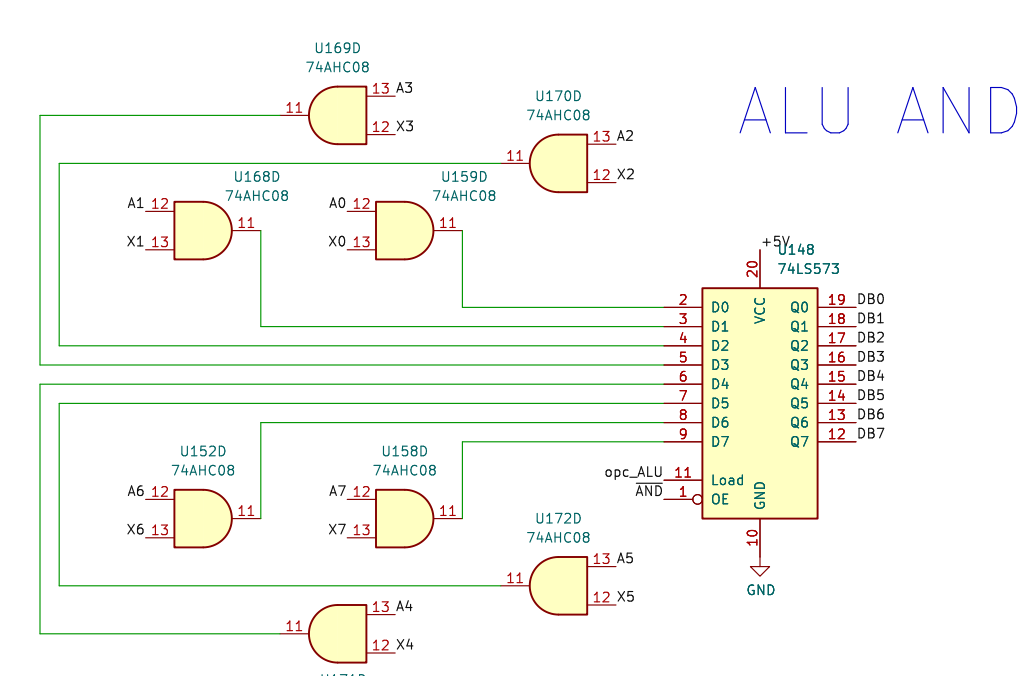 U169D
74AHC08
11
13
A3
12
X3
ALU AND
U170D
74AHC08
11
13
A2
12
X2
U168D
74AHC08
A1
12
X1
13
11
U159D
74AHC08
A0
12
X0
13
11
+5V
U148
74LS573
20
VCC
2 D0 Q0 19 DB0
3 D1 Q1 18 DB1
4 D2 Q2 17 DB2
5 D3 Q3 16 DB3
6 D4 Q4 15 DB4
7 D5 Q5 14 DB5
8 D6 Q6 13 DB6
9 D7 Q7 12 DB7
opc_ALU 11 Load
AND 1 OE
GND
10
GND
U152D
74AHC08
A6
12
X6
13
11
U158D
74AHC08
A7
12
X7
13
11
U172D
74AHC08
11
13
A5
12
X5
11
13
A4
12
X4